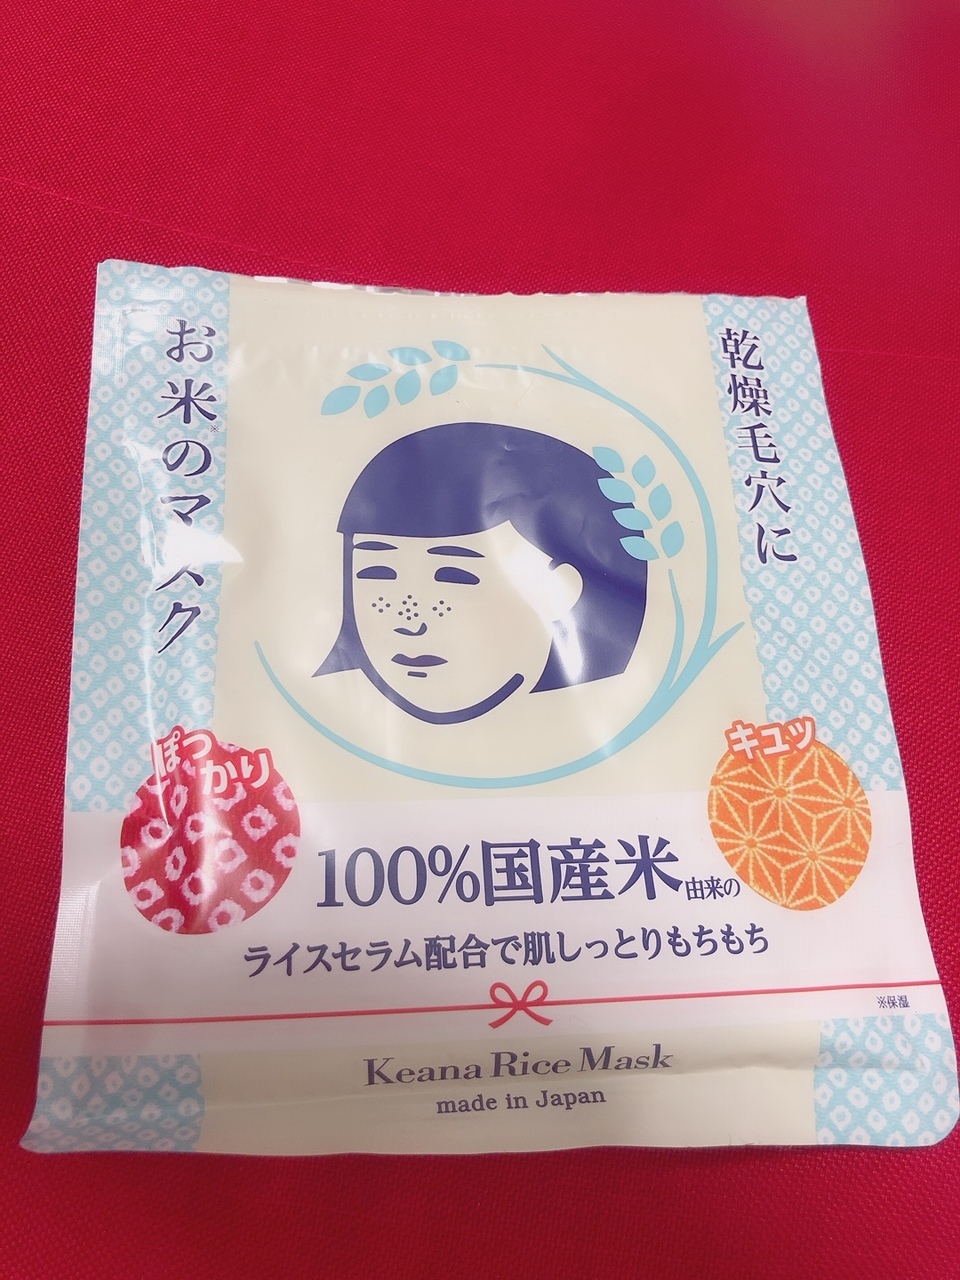 乾燥毛穴に
お米※のマスク
ぽっかり
キュッ
100%国産米由来の
ライスセラム配合で肌しっとりもちもち
※保湿
Keana Rice Mask
made in Japan